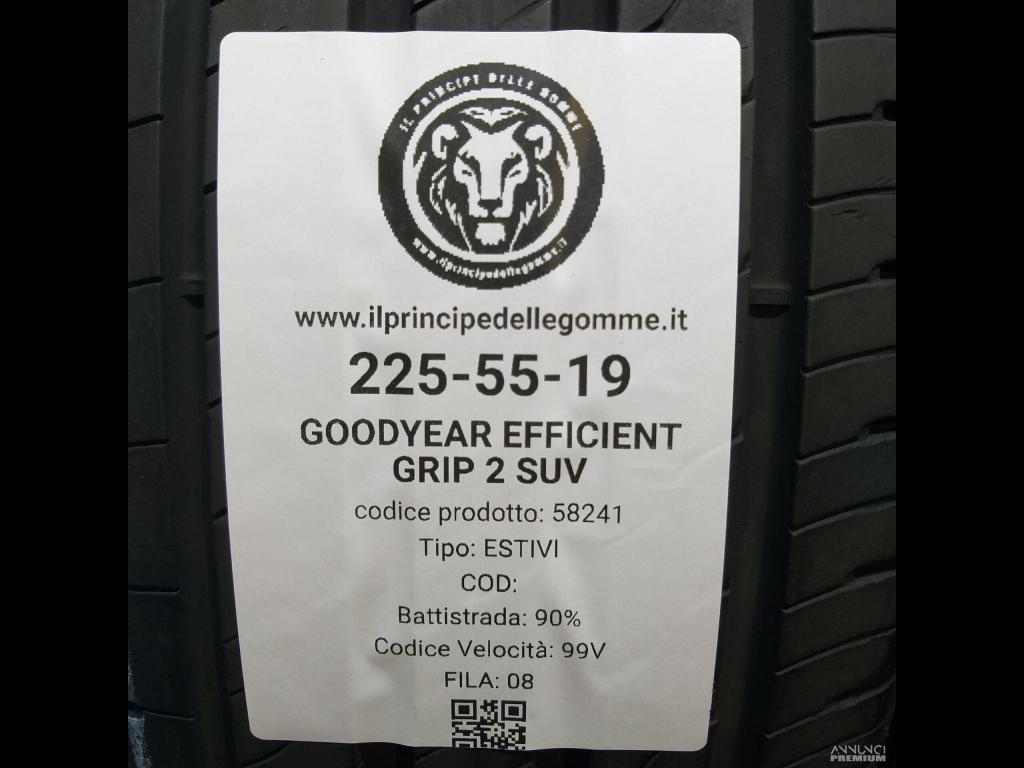 IL PRINCIPE DELLE GOMME
www.ilprincipedellegomme.it
www.ilprincipedellegomme.it
225-55-19
GOODYEAR EFFICIENT
GRIP 2 SUV
codice prodotto: 58241
Tipo: ESTIVI
COD:
Battistrada: 90%
Codice Velocità: 99V
FILA: 08
ANNUNCI
PREMIUM